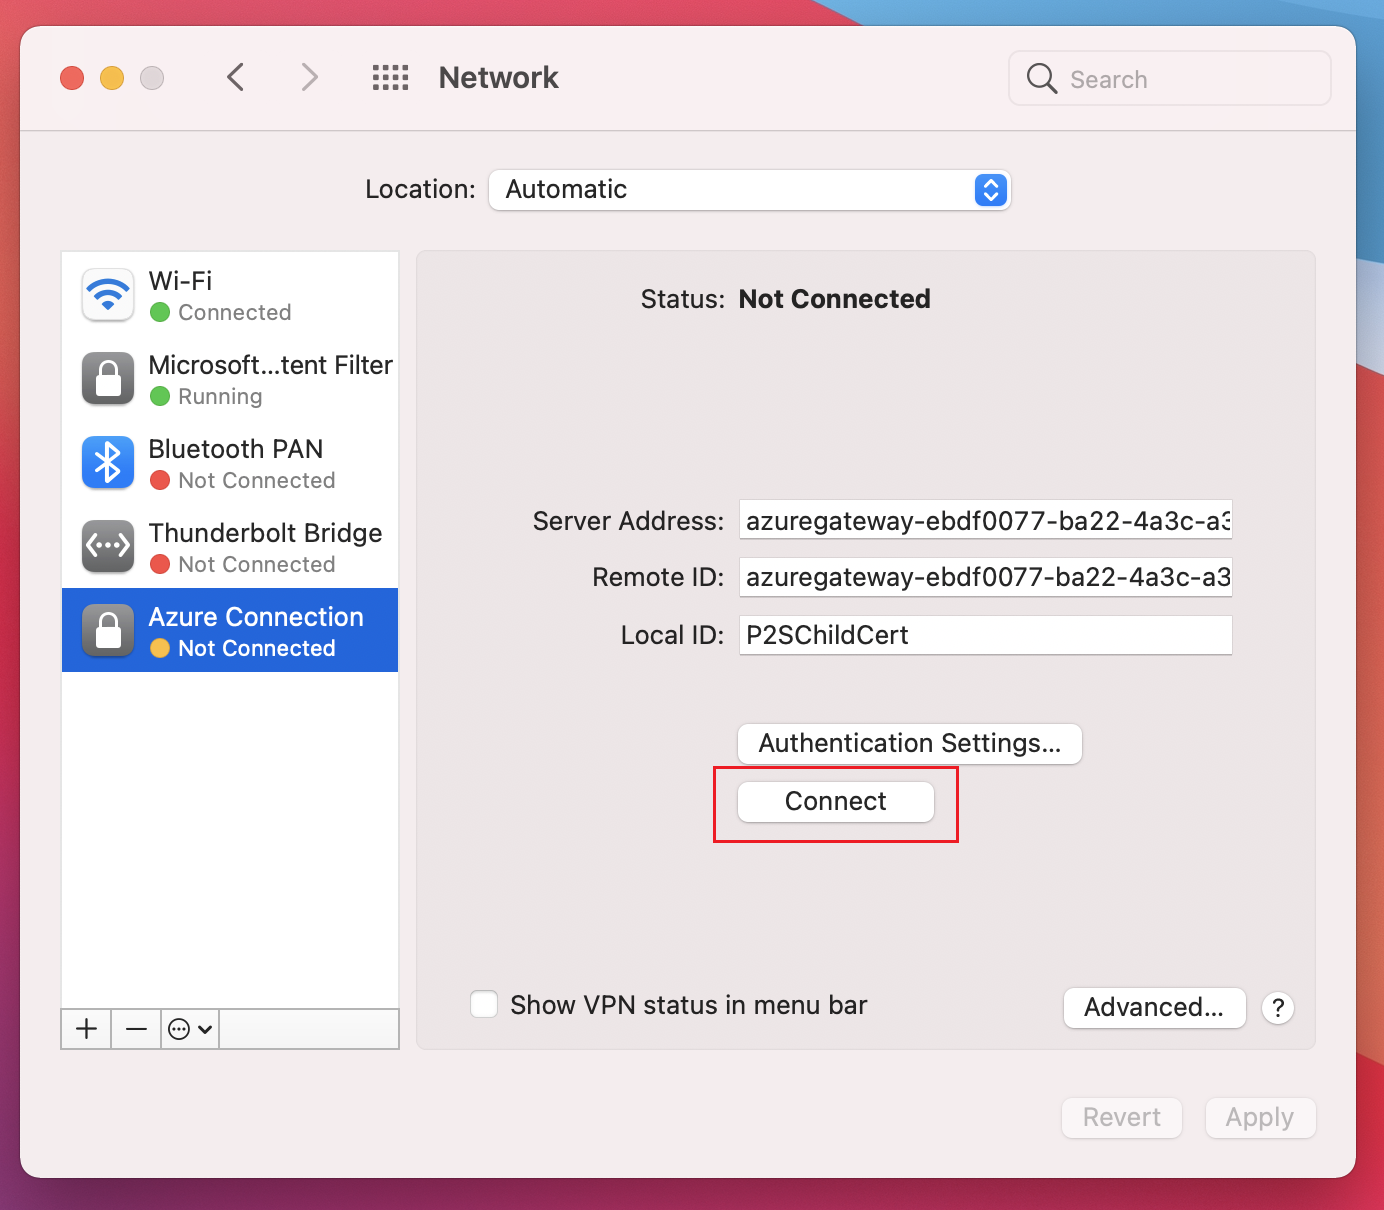 Network
Search
Location: Automatic
Wi-Fi
Connected
Microsoft...tent Filter
Running
Bluetooth PAN
Not Connected
Thunderbolt Bridge
Not Connected
Azure Connection
Not Connected
Status: Not Connected
Server Address: azuregateway-ebdf0077-ba22-4a3c-a3
Remote ID: azuregateway-ebdf0077-ba22-4a3c-a3
Local ID: P2SChildCert
Authentication Settings...
Connect
Show VPN status in menu bar
Advanced... ?
Revert Apply